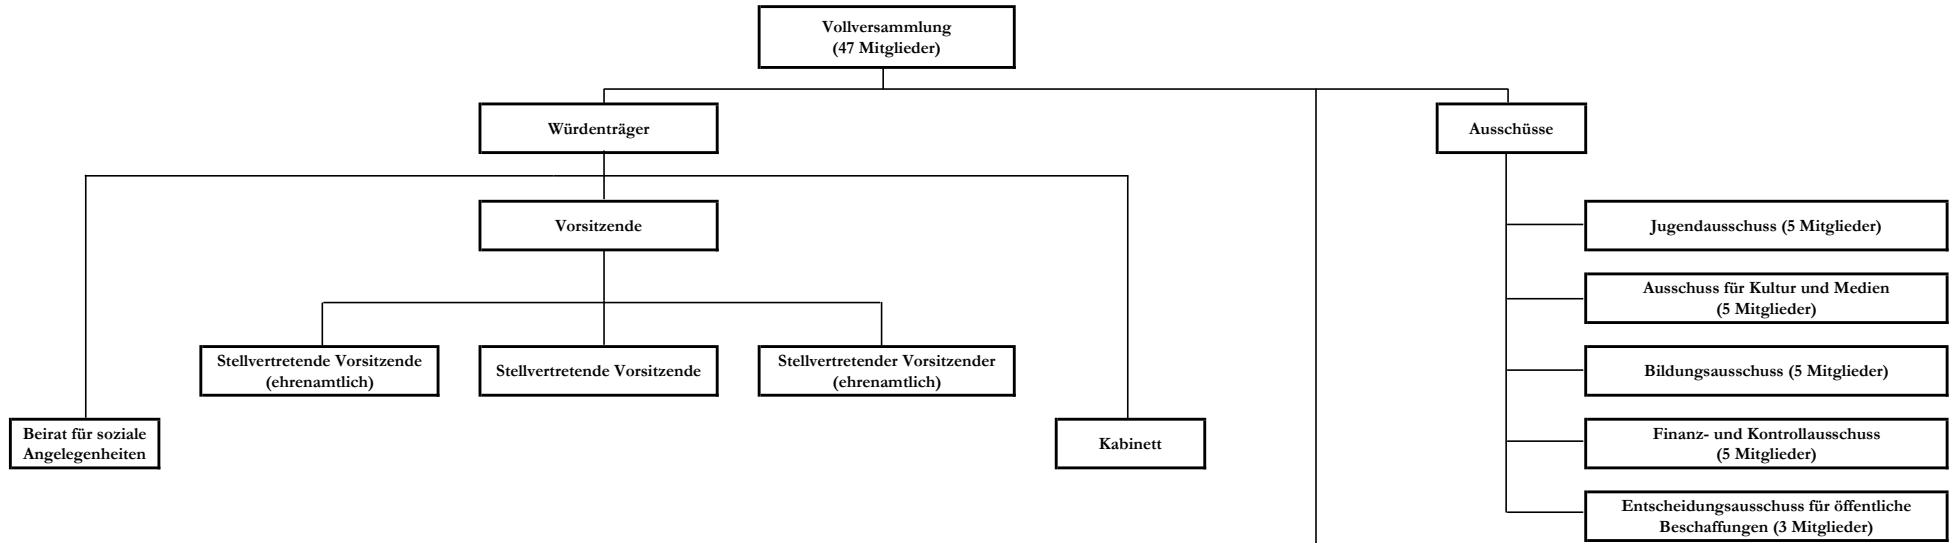 Vollversammlung
(47 Mitglieder)
Würdenträger
Ausschüsse
Vorsitzende
Jugendausschuss (5 Mitglieder)
Ausschuss für Kultur und Medien
(5 Mitglieder)
Stellvertretende Vorsitzende
(ehrenamtlich)
Stellvertretende Vorsitzende
Stellvertretender Vorsitzender
(ehrenamtlich)
Bildungsausschuss (5 Mitglieder)
Beirat für soziale
Angelegenheiten
Kabinett
Finanz- und Kontrollausschuss
(5 Mitglieder)
Entscheidungsausschuss für öffentliche
Beschaffungen (3 Mitglieder)